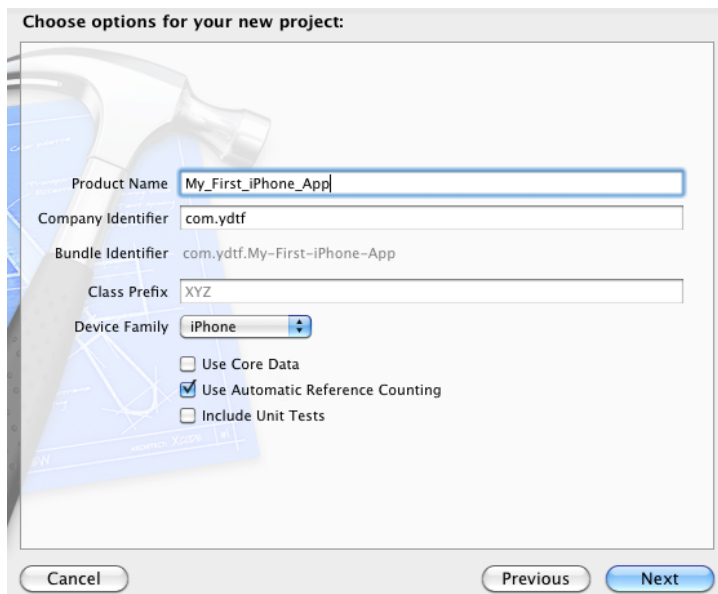 Choose options for your new project:
Product Name My_First_iPhone_App
Company Identifier com.ydtf
Bundle Identifier com.ydtf.My-First-iPhone-App
Class Prefix XYZ
Device Family iPhone
Use Core Data
Use Automatic Reference Counting
Include Unit Tests
Cancel Previous Next